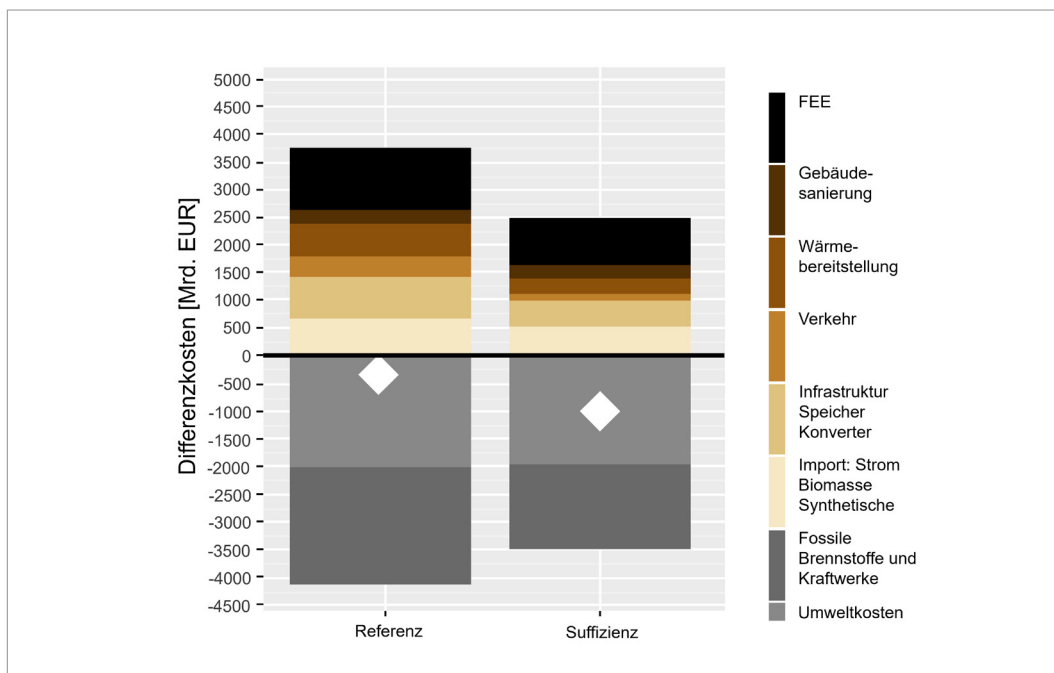 Differenzkosten [Mrd. EUR]
5000
4500
4000
3500
3000
2500
2000
1500
1000
500
0
-500
-1000
-1500
-2000
-2500
-3000
-3500
-4000
-4500
Referenz
Suffizienz
FEE
Gebäude-
sanierung
Wärme-
bereitstellung
Verkehr
Infrastruktur
Speicher
Konverter
Import: Strom
Biomasse
Synthetische
Fossile
Brennstoffe und
Kraftwerke
Umweltkosten